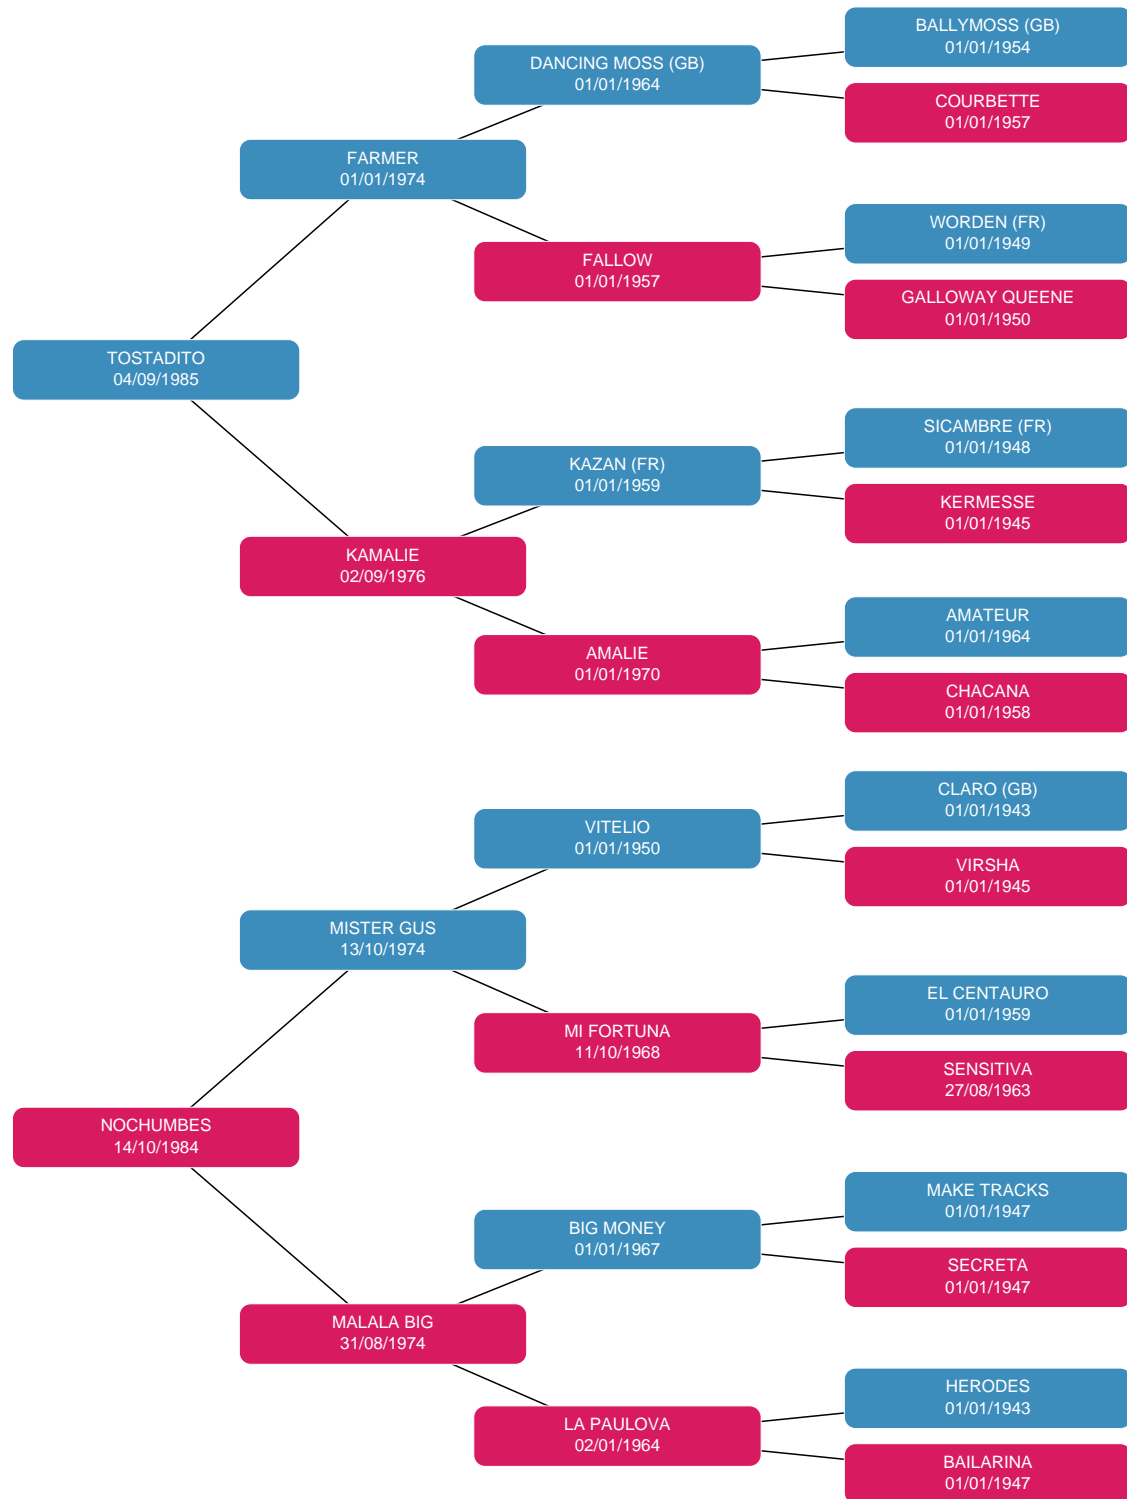 BALLYMOSS (GB)
01/01/1954
DANCING MOSS (GB)
01/01/1964
COURBETTE
01/01/1957
FARMER
01/01/1974
WORDEN (FR)
01/01/1949
FALLOW
01/01/1957
GALLOWAY QUEENE
01/01/1950
TOSTADITO
04/09/1985
SICAMBRE (FR)
01/01/1948
KAZAN (FR)
01/01/1959
KERMESSE
01/01/1945
KAMALIE
02/09/1976
AMATEUR
01/01/1964
AMALIE
01/01/1970
CHACANA
01/01/1958
CLARO (GB)
01/01/1943
VITELIO
01/01/1950
VIRSHA
01/01/1945
MISTER GUS
13/10/1974
EL CENTAURO
01/01/1959
MI FORTUNA
11/10/1968
SENSITIVA
27/08/1963
NOCHUMBES
14/10/1984
MAKE TRACKS
01/01/1947
BIG MONEY
01/01/1967
SECRETA
01/01/1947
MALALA BIG
31/08/1974
HERODES
01/01/1943
LA PAULOVA
02/01/1964
BAILARINA
01/01/1947